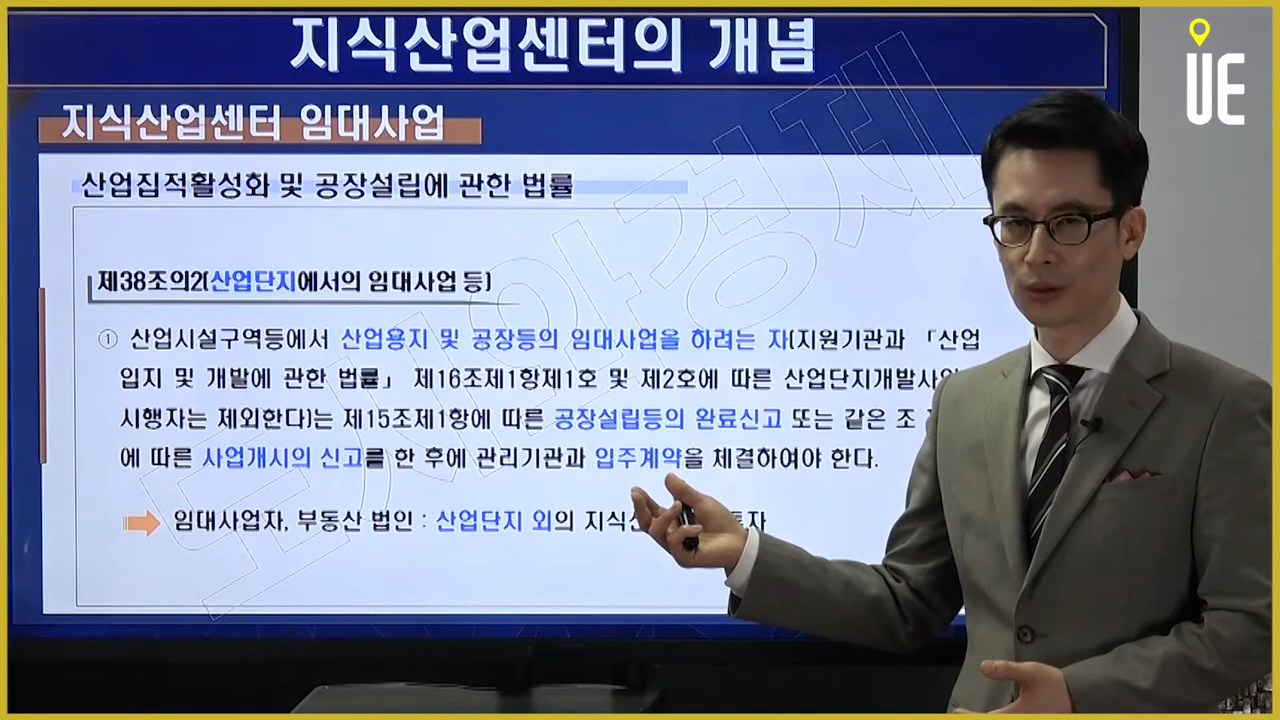 지식산업센터의 개념
UE
지식산업센터 임대사업
산업집적활성화 및 공장설립에 관한 법률
제38조의2(산업단지에서의 임대사업 등)
① 산업시설구역등에서 산업용지 및 공장등의 임대사업을 하려는 자(지원기관과 「산업
입지 및 개발에 관한 법률」 제16조제1항제1호 및 제2호에 따른 산업단지개발사업
시행자는 제외한다)는 제15조제1항에 따른 공장설립등의 완료신고 또는 같은 조
에 따른 사업개시의 신고를 한 후에 관리기관과 입주계약을 체결하여야 한다.
임대사업자, 부동산 법인 : 산업단지 외의 지식산
도시와경제